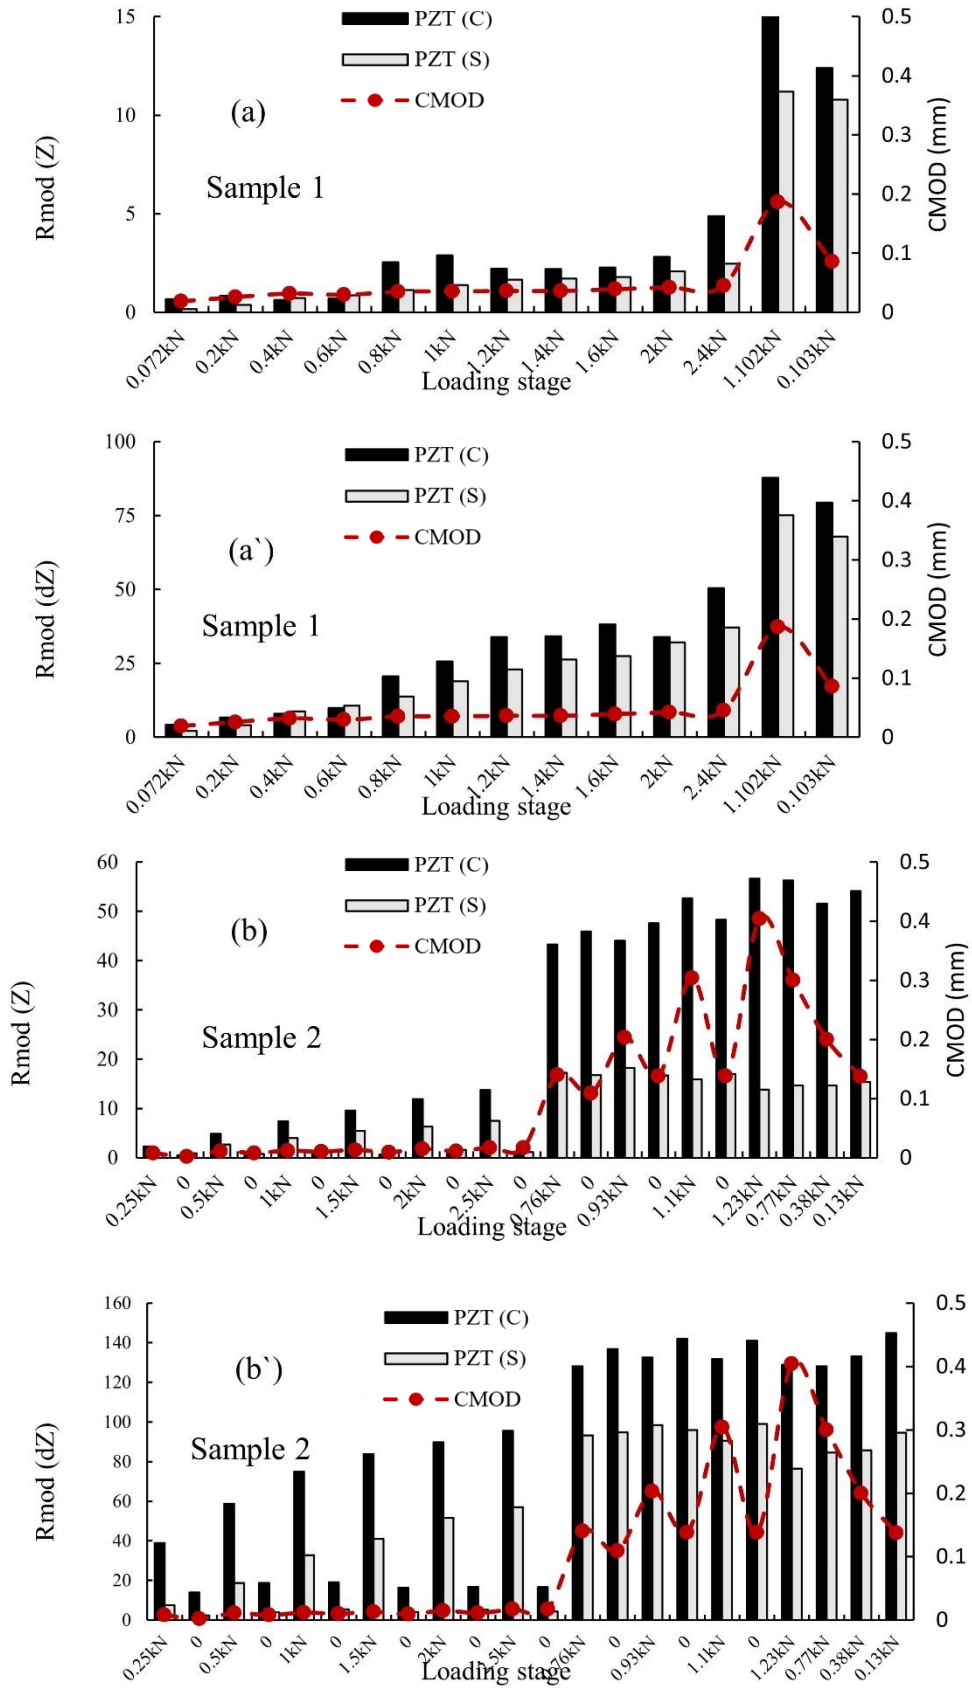 15
10
5
0
Rmod (Z)
PZT (C)
PZT (S)
CMOD
(a)
Sample 1
0.5
0.4
0.3
0.2
0.1
0
CMOD (mm)
0.072kN
0.2kN
0.4kN
0.6kN
0.8kN
1kN
1.2kN
1.4kN
1.6kN
2kN
2.4kN
1.102kN
0.103kN
Loading stage
100
75
50
25
0
Rmod (dZ)
PZT (C)
PZT (S)
CMOD
(a`)
Sample 1
0.5
0.4
0.3
0.2
0.1
0
CMOD (mm)
0.072kN
0.2kN
0.4kN
0.6kN
0.8kN
1kN
1.2kN
1.4kN
1.6kN
2kN
2.4kN
1.102kN
0.103kN
Loading stage
60
50
40
30
20
10
0
Rmod (Z)
PZT (C)
PZT (S)
CMOD
(b)
Sample 2
0.5
0.4
0.3
0.2
0.1
0
CMOD (mm)
0.25kN
0
0.5kN
0
1kN
0
1.5kN
0
2kN
0
2.5kN
0
0.76kN
0
0.93kN
0
1.1kN
0
1.23kN
0.77kN
0.38kN
0.13kN
Loading stage
160
140
120
100
80
60
40
20
0
Rmod (dZ)
PZT (C)
PZT (S)
CMOD
(b`)
Sample 2
0.5
0.4
0.3
0.2
0.1
0
CMOD (mm)
0.25kN
0
0.5kN
0
1kN
0
1.5kN
0
2kN
0
2.5kN
0
0.76kN
0
0.93kN
0
1.1kN
0
1.23kN
0.77kN
0.38kN
0.13kN
Loading stage